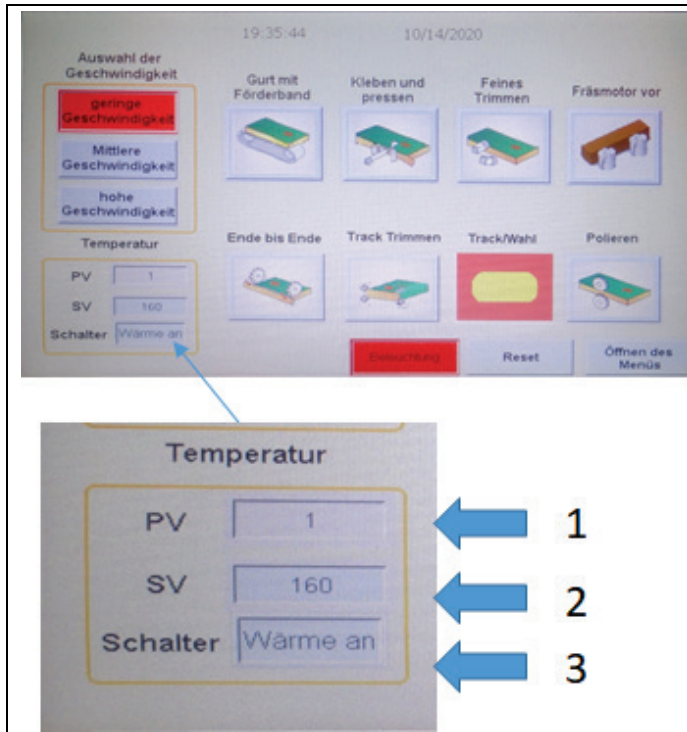 19:35:44 10/14/2020
Auswahl der
Geschwindigkeit
geringe
Geschwindigkeit
Mittlere
Geschwindigkeit
hohe
Geschwindigkeit
Gurt mit
Förderband
Kleben und
pressen
Feines
Trimmen
Fräsmotor vor
Temperatur
PV 1
SV 160
Schalter Wärme an
Ende bis Ende
Track Trimmen
Track/Wahl
Polieren
Beleuchtung
Reset
Öffnen des
Menüs
Temperatur
PV 1
SV 160
Schalter Wärme an
1
2
3